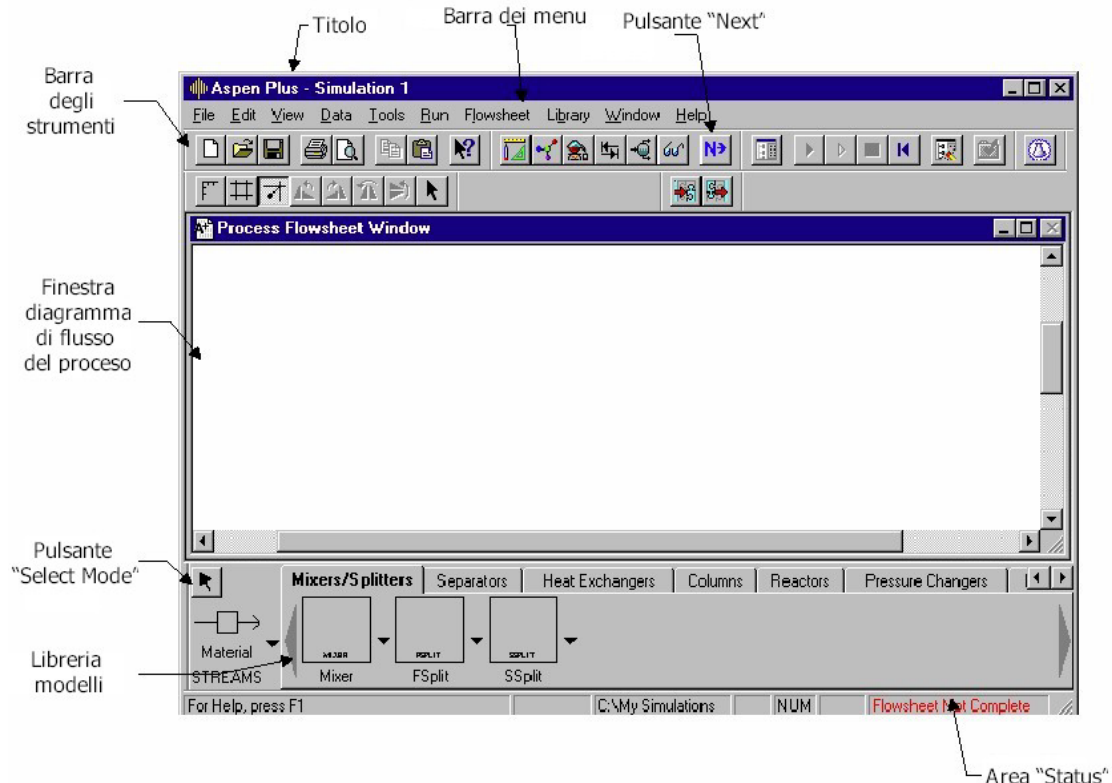 Titolo
Barra dei menu
Pulsante “Next”
Barra
degli
strumenti
Aspen Plus - Simulation 1
File Edit View Data Tools Run Flowsheet Library Window Help
N
Process Flowsheet Window
Finestra
diagramma
di flusso
del proceso
Pulsante
“Select Mode”
Mixers/Splitters Separators Heat Exchangers Columns Reactors Pressure Changers
MIXER FSPLIT SSPLIT
Material
STREAMS Mixer FSplit SSplit
Libreria
modelli
For Help, press F1 C:\My Simulations NUM Flowsheet Not Complete
Area “Status”